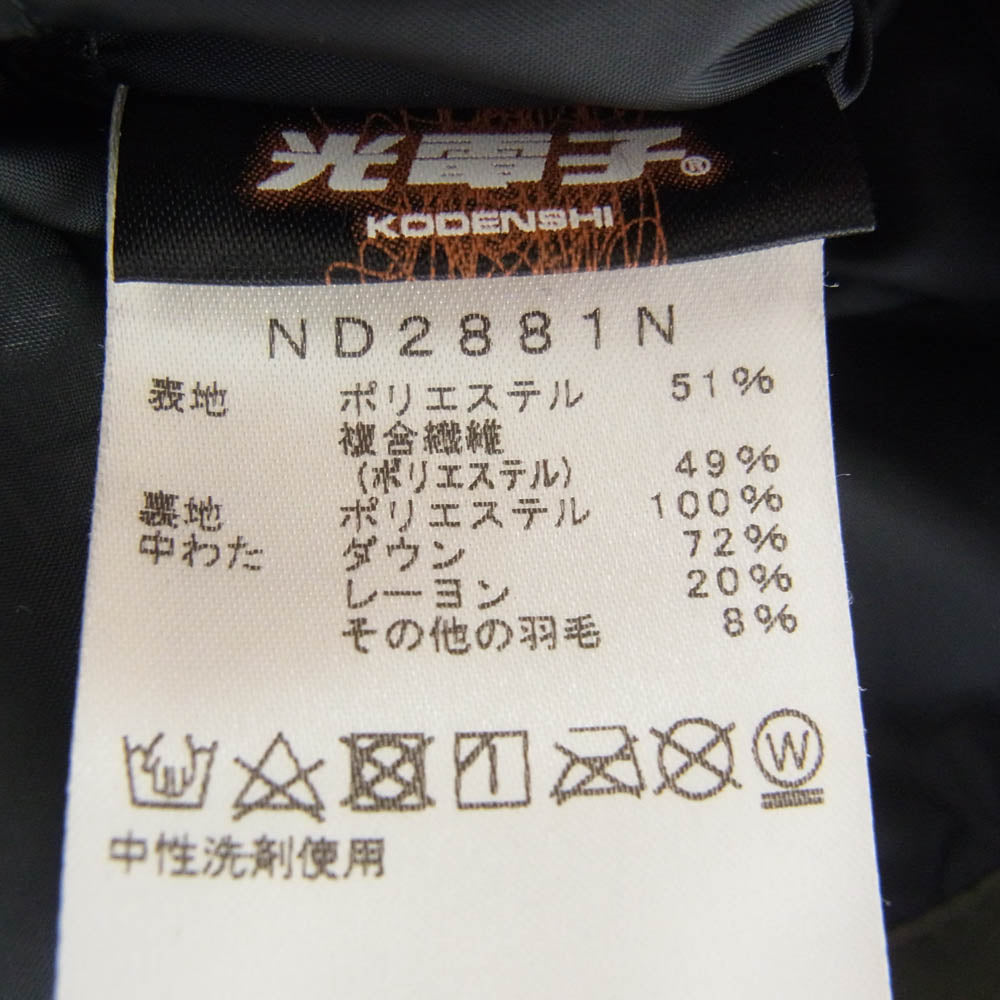 光電子®
KODENSHI
ND2881N
表地 ポリエステル 51%
複合繊維
(ポリエステル) 49%
裏地 ポリエステル 100%
中わた ダウン 72%
レーヨン 20%
その他の羽毛 8%
W
中性洗剤使用